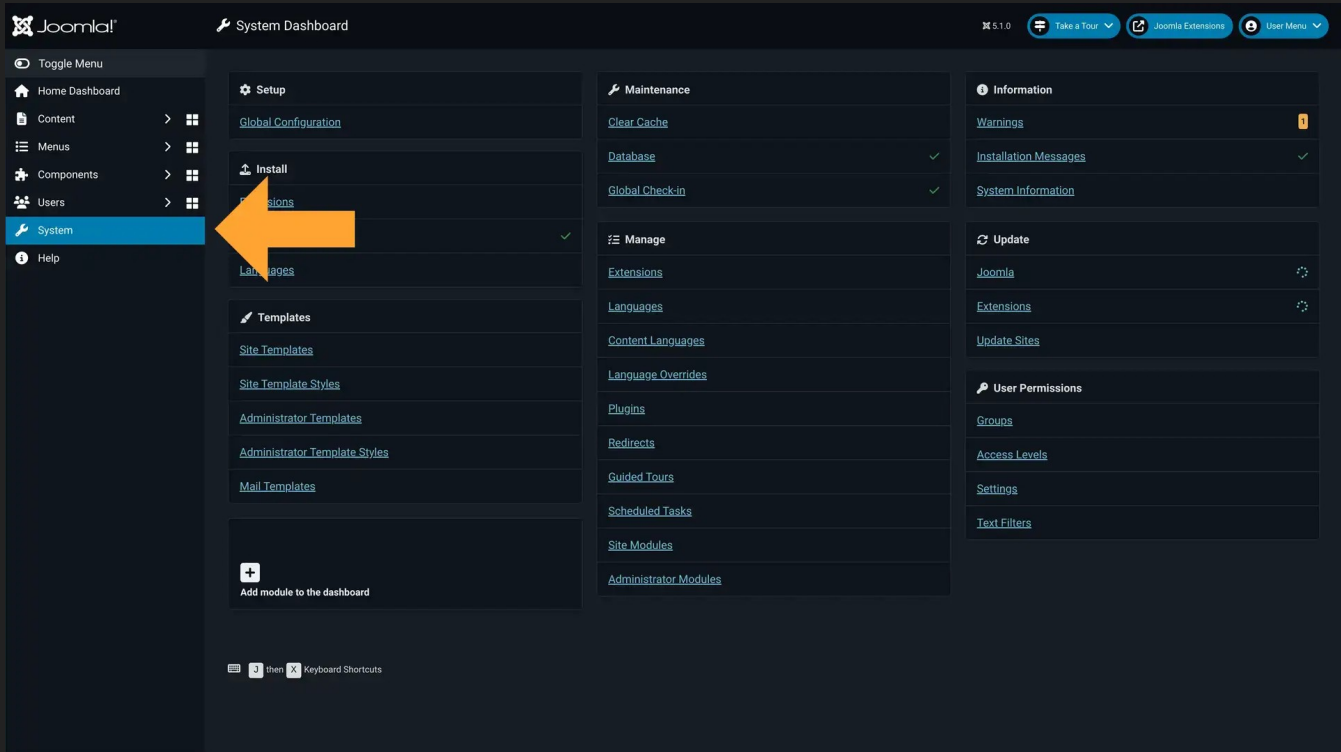 Joomla!
System Dashboard
5.1.0
Take a Tour
Joomla Extensions
User Menu
Toggle Menu
Home Dashboard
Content
Menus
Components
Users
System
Help
Setup
Global Configuration
Install
Languages
Templates
Site Templates
Site Template Styles
Administrator Templates
Administrator Template Styles
Mail Templates
Add module to the dashboard
Maintenance
Clear Cache
Database
Global Check-in
Manage
Extensions
Languages
Content Languages
Language Overrides
Plugins
Redirects
Guided Tours
Scheduled Tasks
Site Modules
Administrator Modules
Information
Warnings 1
Installation Messages
System Information
Update
Joomla
Extensions
Update Sites
User Permissions
Groups
Access Levels
Settings
Text Filters
J then X Keyboard Shortcuts